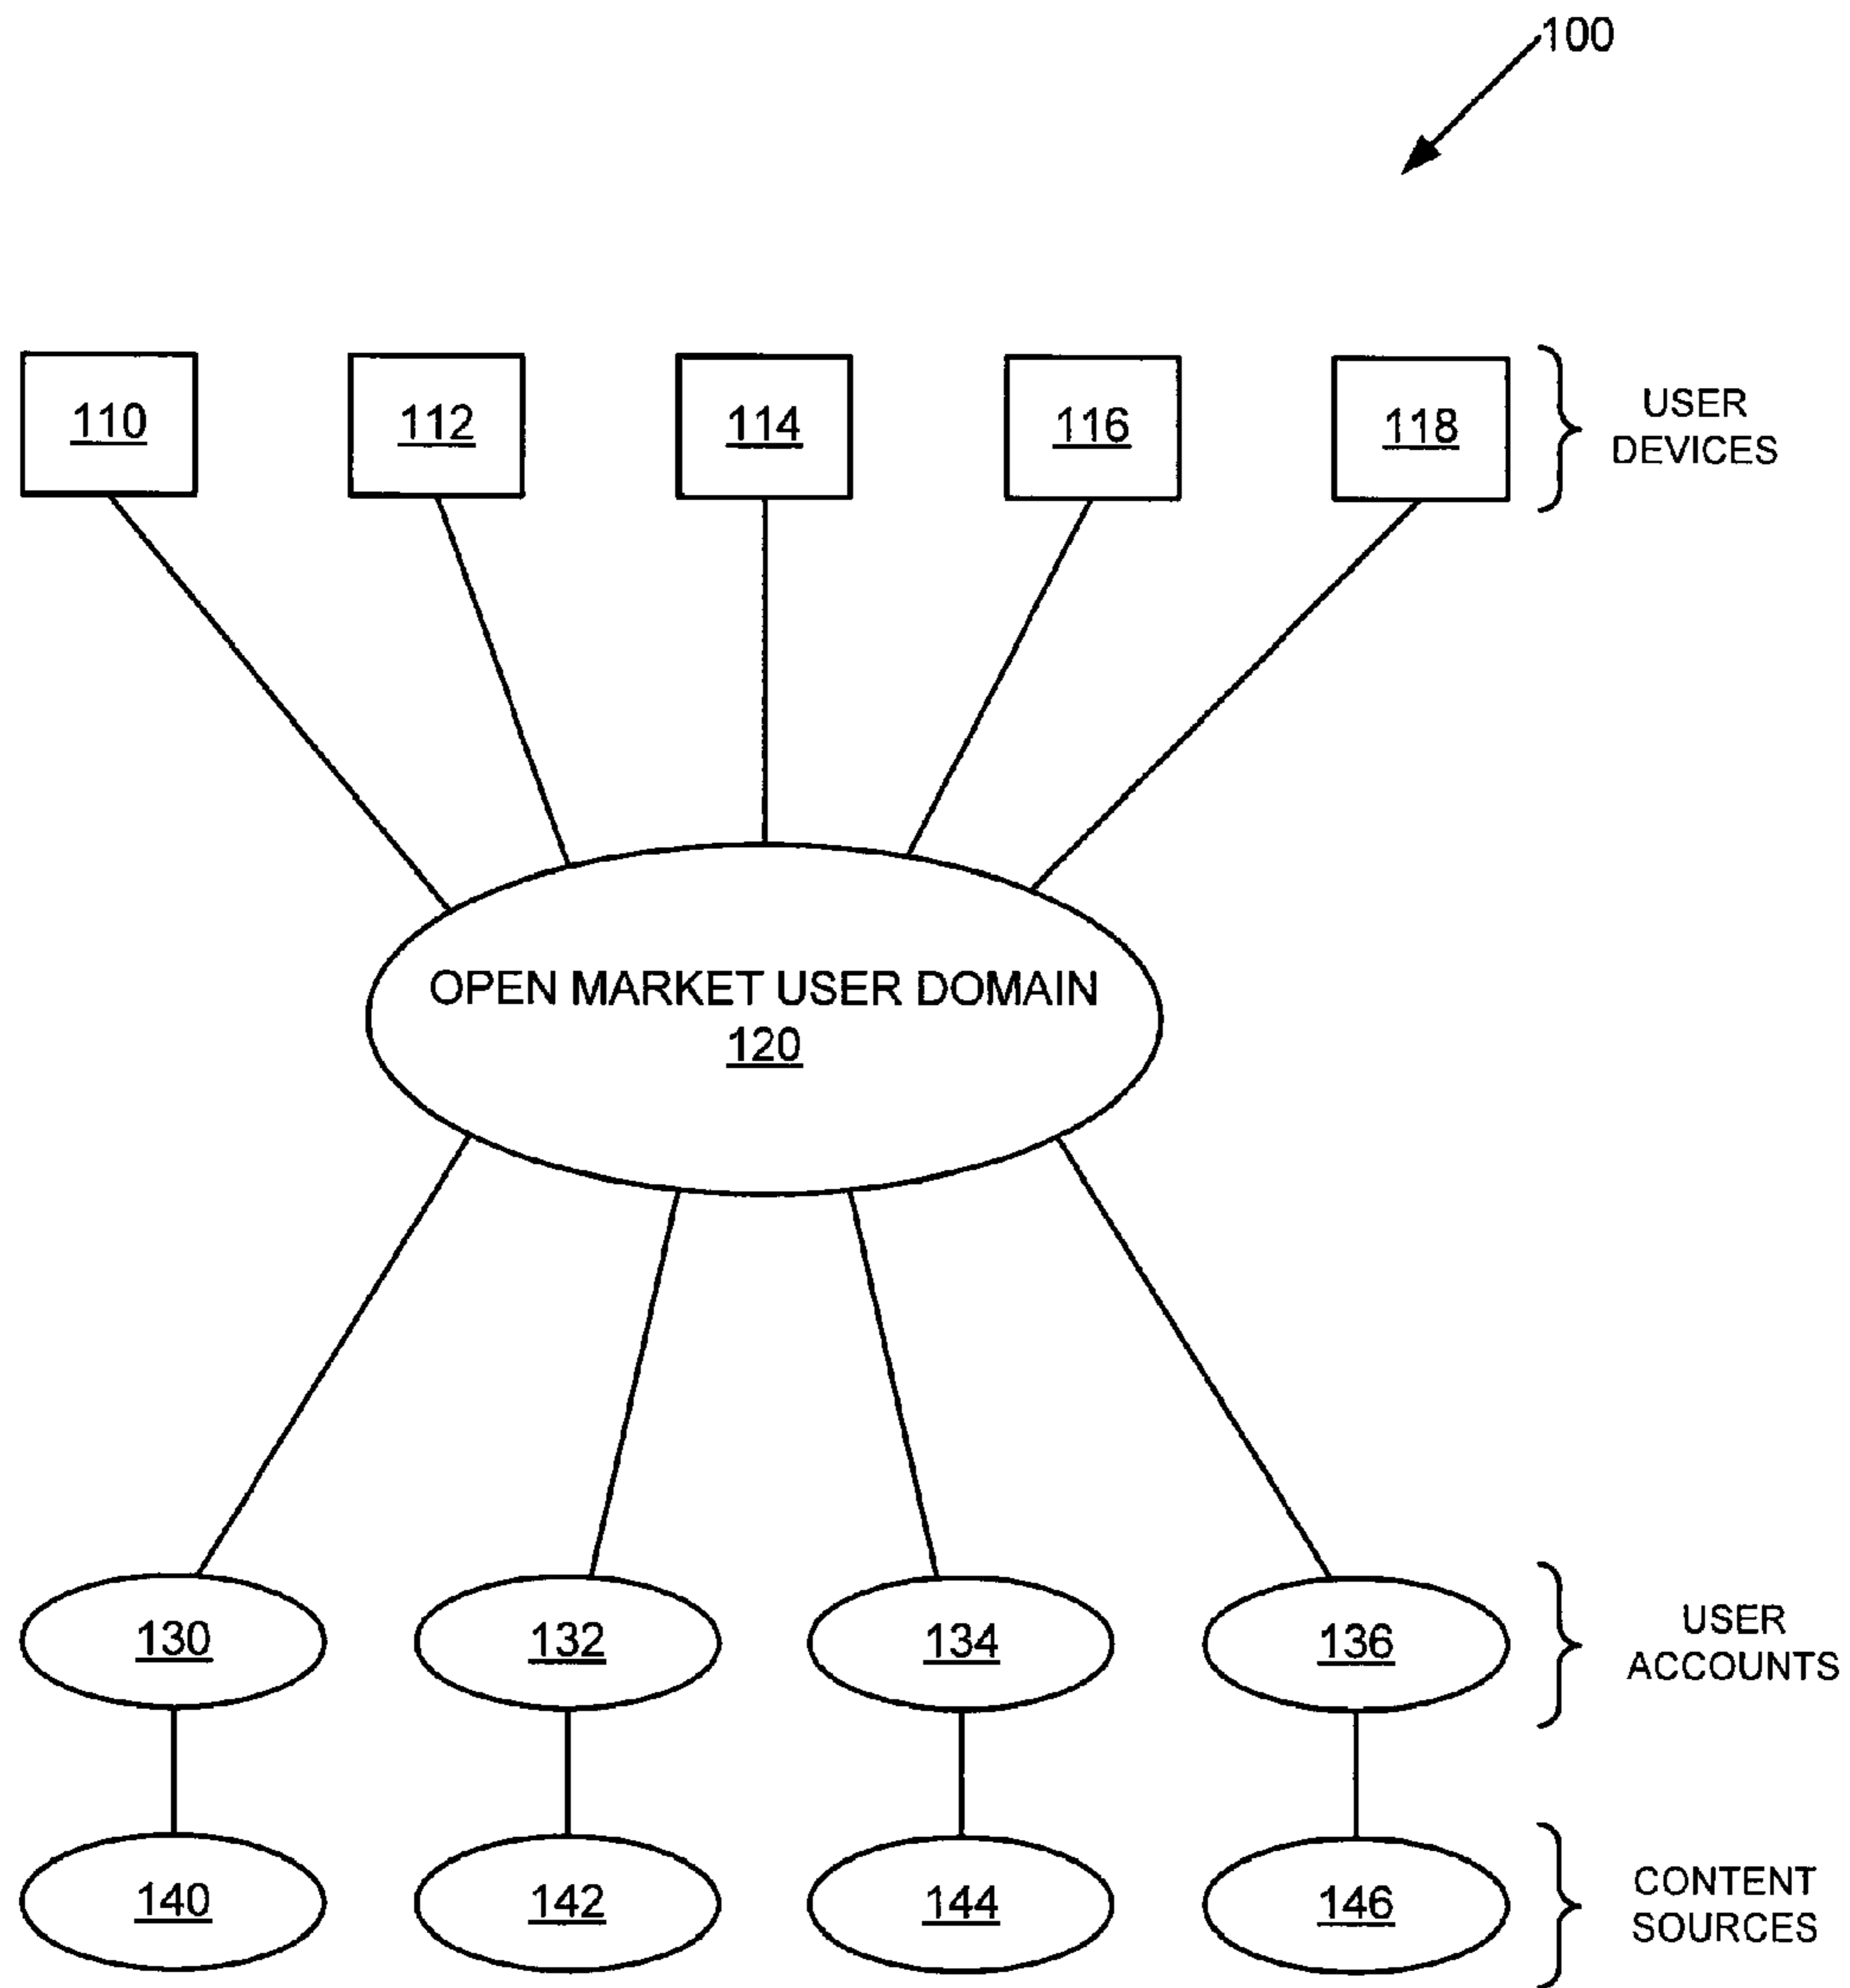 100
110
112
114
116
118
USER
DEVICES
OPEN MARKET USER DOMAIN
120
130
132
134
136
USER
ACCOUNTS
140
142
144
146
CONTENT
SOURCES